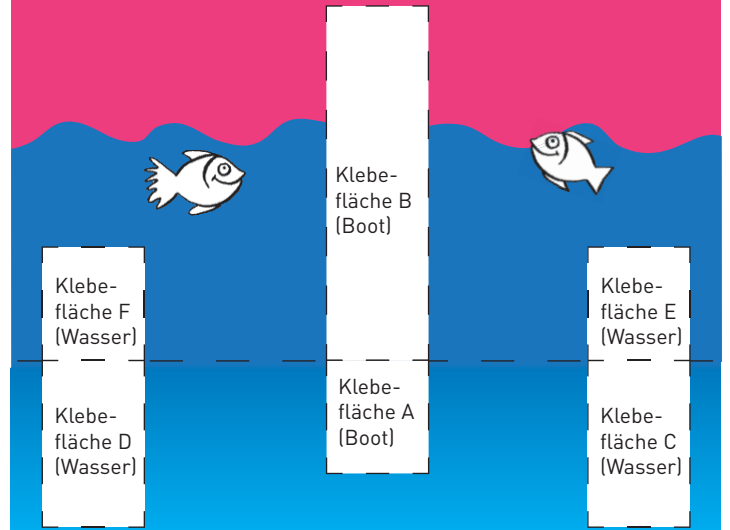 Klebe-
fläche B
(Boot)
Klebe-
fläche F
(Wasser)
Klebe-
fläche E
(Wasser)
Klebe-
fläche A
(Boot)
Klebe-
fläche D
(Wasser)
Klebe-
fläche C
(Wasser)